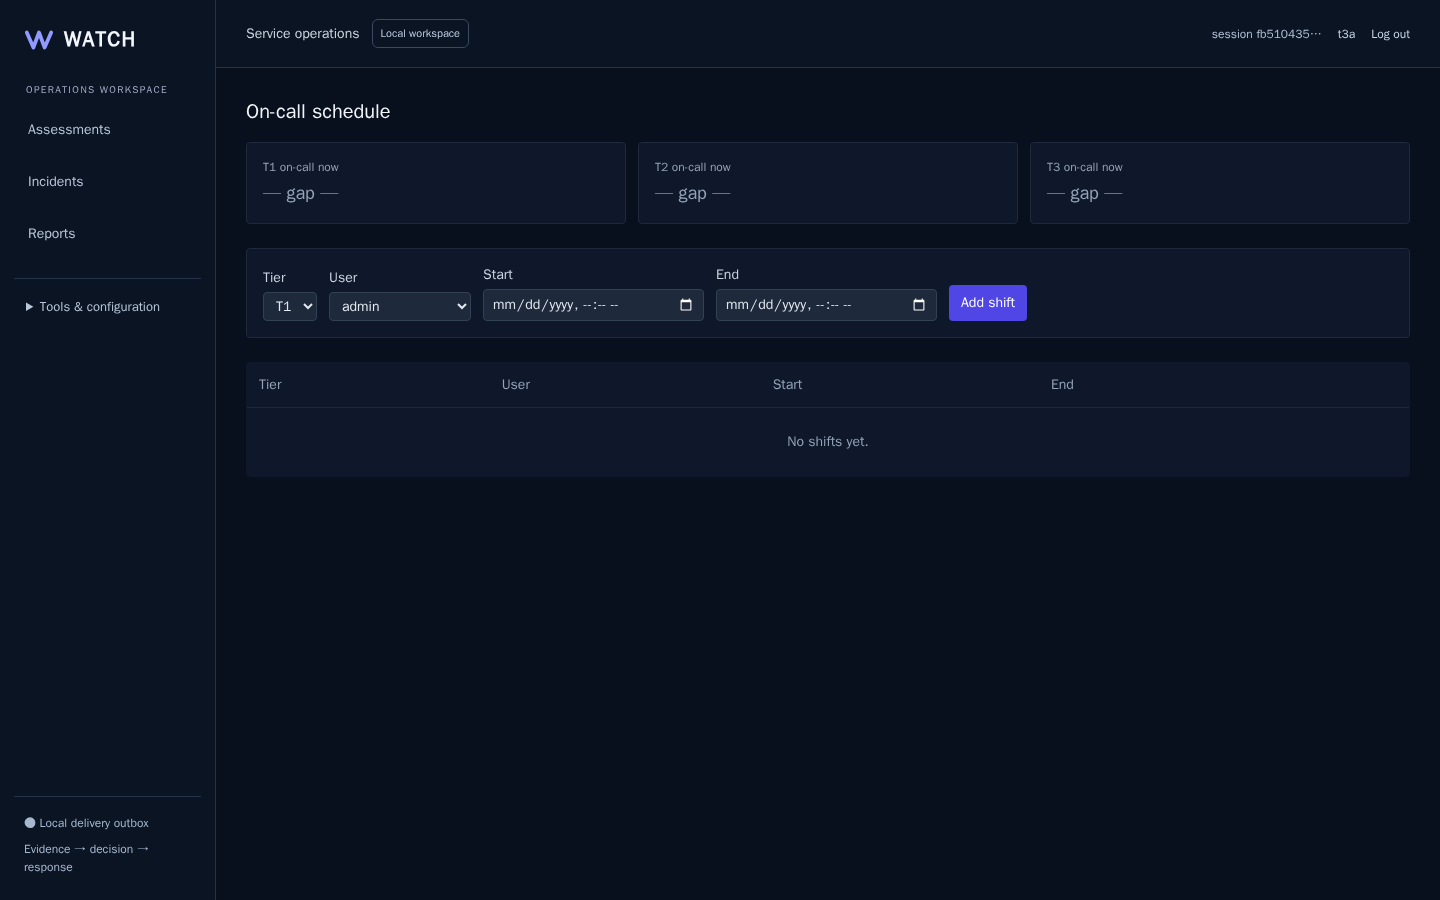 WATCH
OPERATIONS WORKSPACE
Assessments
Incidents
Reports
▶ Tools & configuration
Local delivery outbox
Evidence → decision →
response
Service operations
Local workspace
session fb510435…
t3a
Log out
On-call schedule
T1 on-call now
— gap —
T2 on-call now
— gap —
T3 on-call now
— gap —
Tier
User
Start
End
T1
admin
mm/dd/yyyy, --:-- --
mm/dd/yyyy, --:-- --
Add shift
Tier
User
Start
End
No shifts yet.